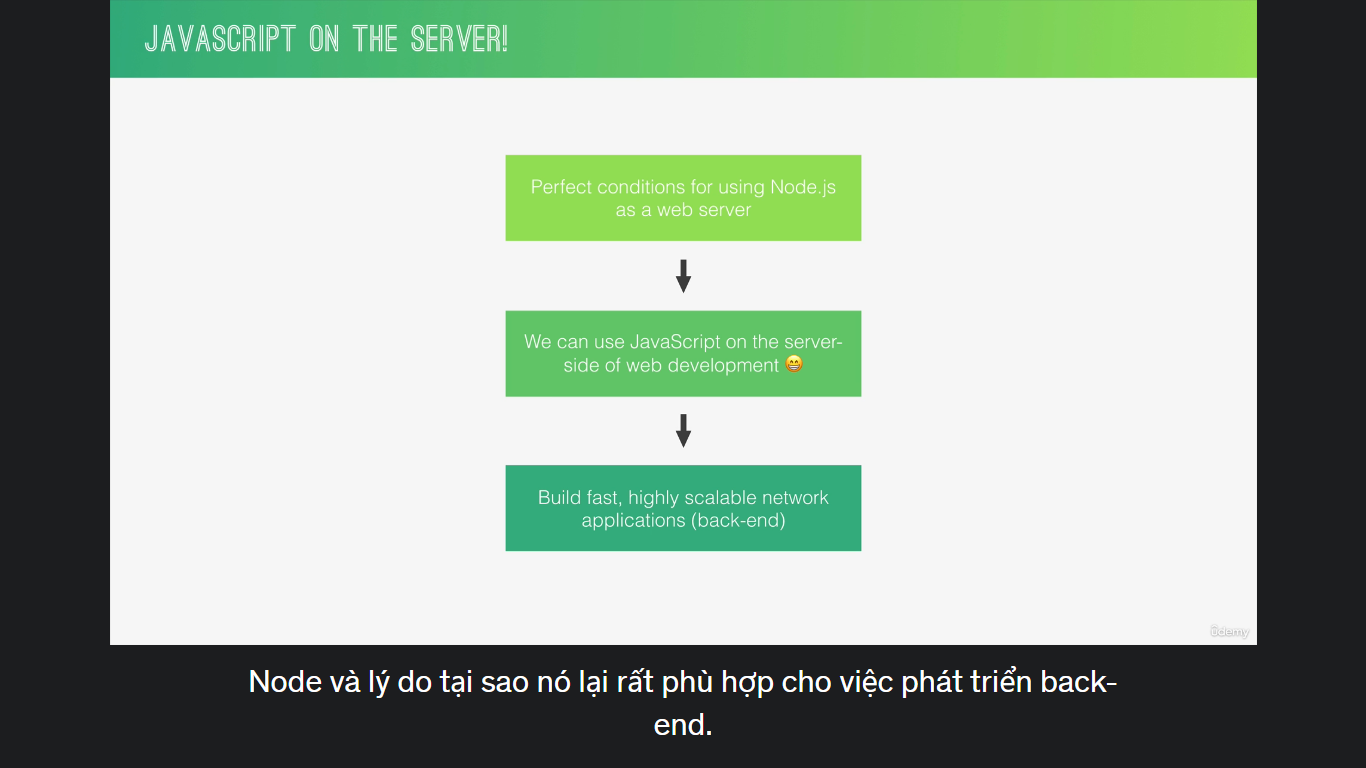 JAVASCRIPT ON THE SERVER!
Perfect conditions for using Node.js
as a web server
We can use JavaScript on the server-
side of web development 😁
Build fast, highly scalable network
applications (back-end)
ûdemy
Node và lý do tại sao nó lại rất phù hợp cho việc phát triển back-
end.